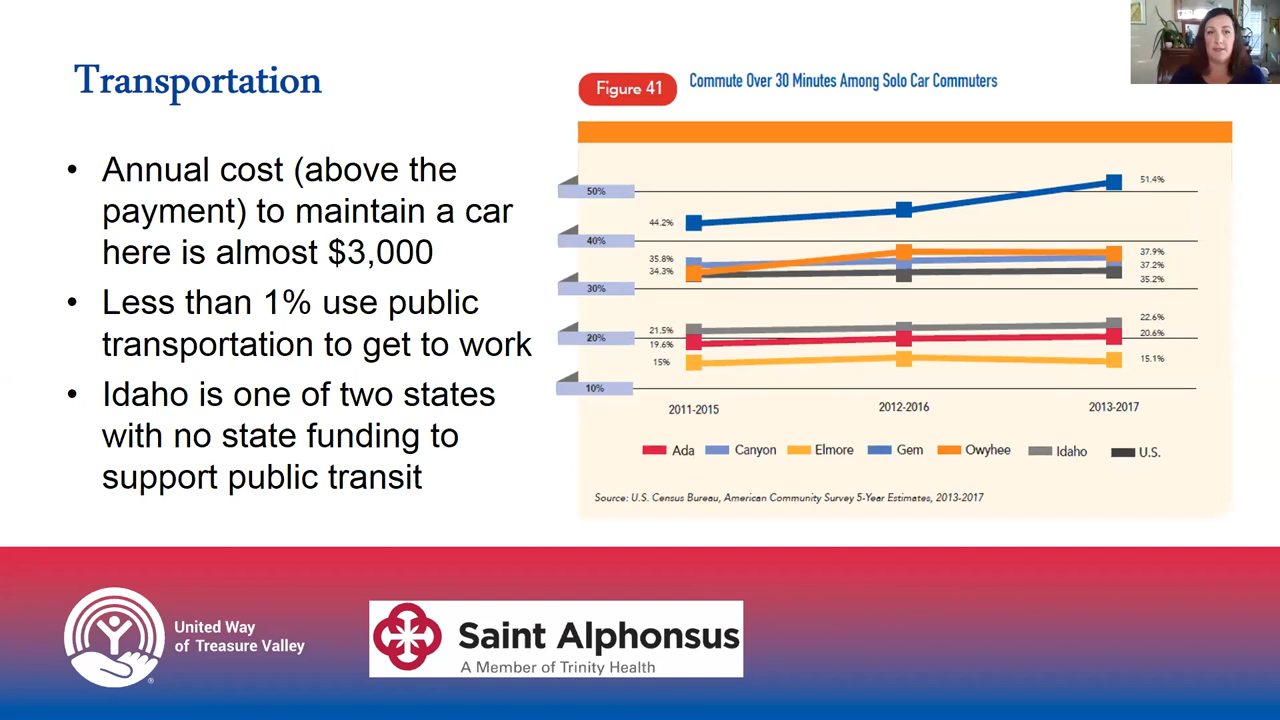 Transportation
• Annual cost (above the
payment) to maintain a car
here is almost $3,000
• Less than 1% use public
transportation to get to work
• Idaho is one of two states
with no state funding to
support public transit
Figure 41
Commute Over 30 Minutes Among Solo Car Commuters
50%
40%
30%
20%
10%
44.2%
35.8%
34.3%
21.5%
19.6%
15%
51.4%
37.9%
37.2%
35.2%
22.6%
20.6%
15.1%
2011-2015 2012-2016 2013-2017
Ada Canyon Elmore Gem Owyhee Idaho U.S.
Source: U.S. Census Bureau, American Community Survey 5-Year Estimates, 2013-2017
United Way
of Treasure Valley
®
Saint Alphonsus
A Member of Trinity Health